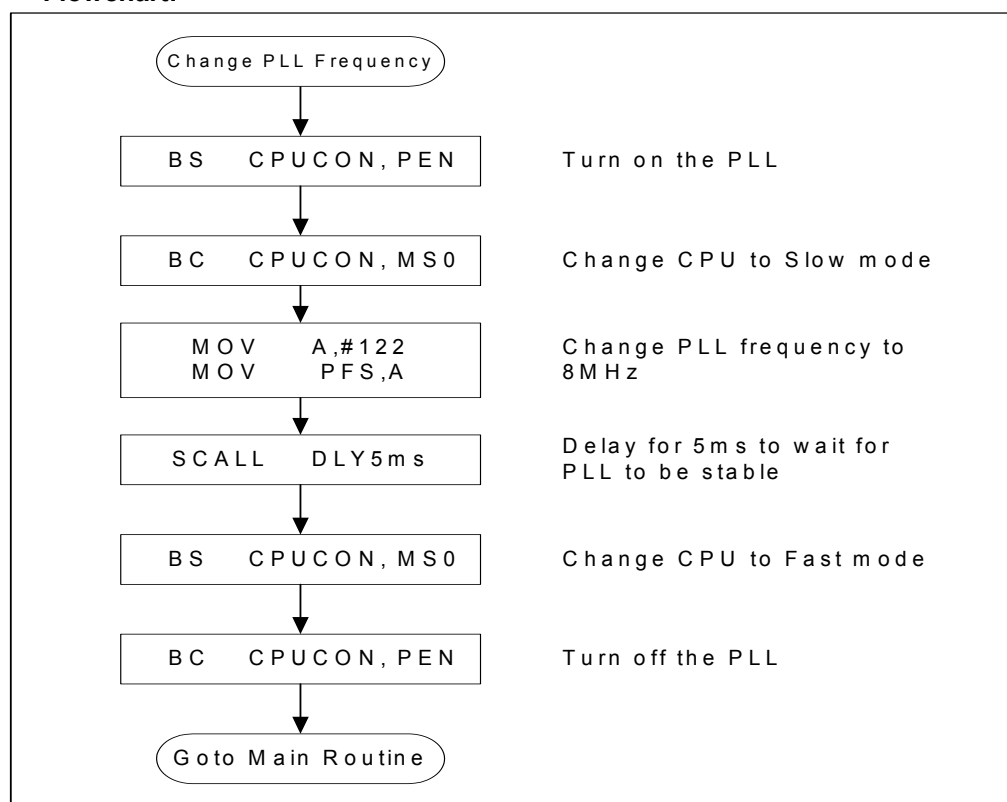 Change PLL Frequency
BS CPUCON, PEN
Turn on the PLL
BC CPUCON, MS0
Change CPU to Slow mode
MOV A,#122
MOV PFS,A
Change PLL frequency to
8MHz
SCALL DLY5ms
Delay for 5ms to wait for
PLL to be stable
BS CPUCON, MS0
Change CPU to Fast mode
BC CPUCON, PEN
Turn off the PLL
Goto Main Routine